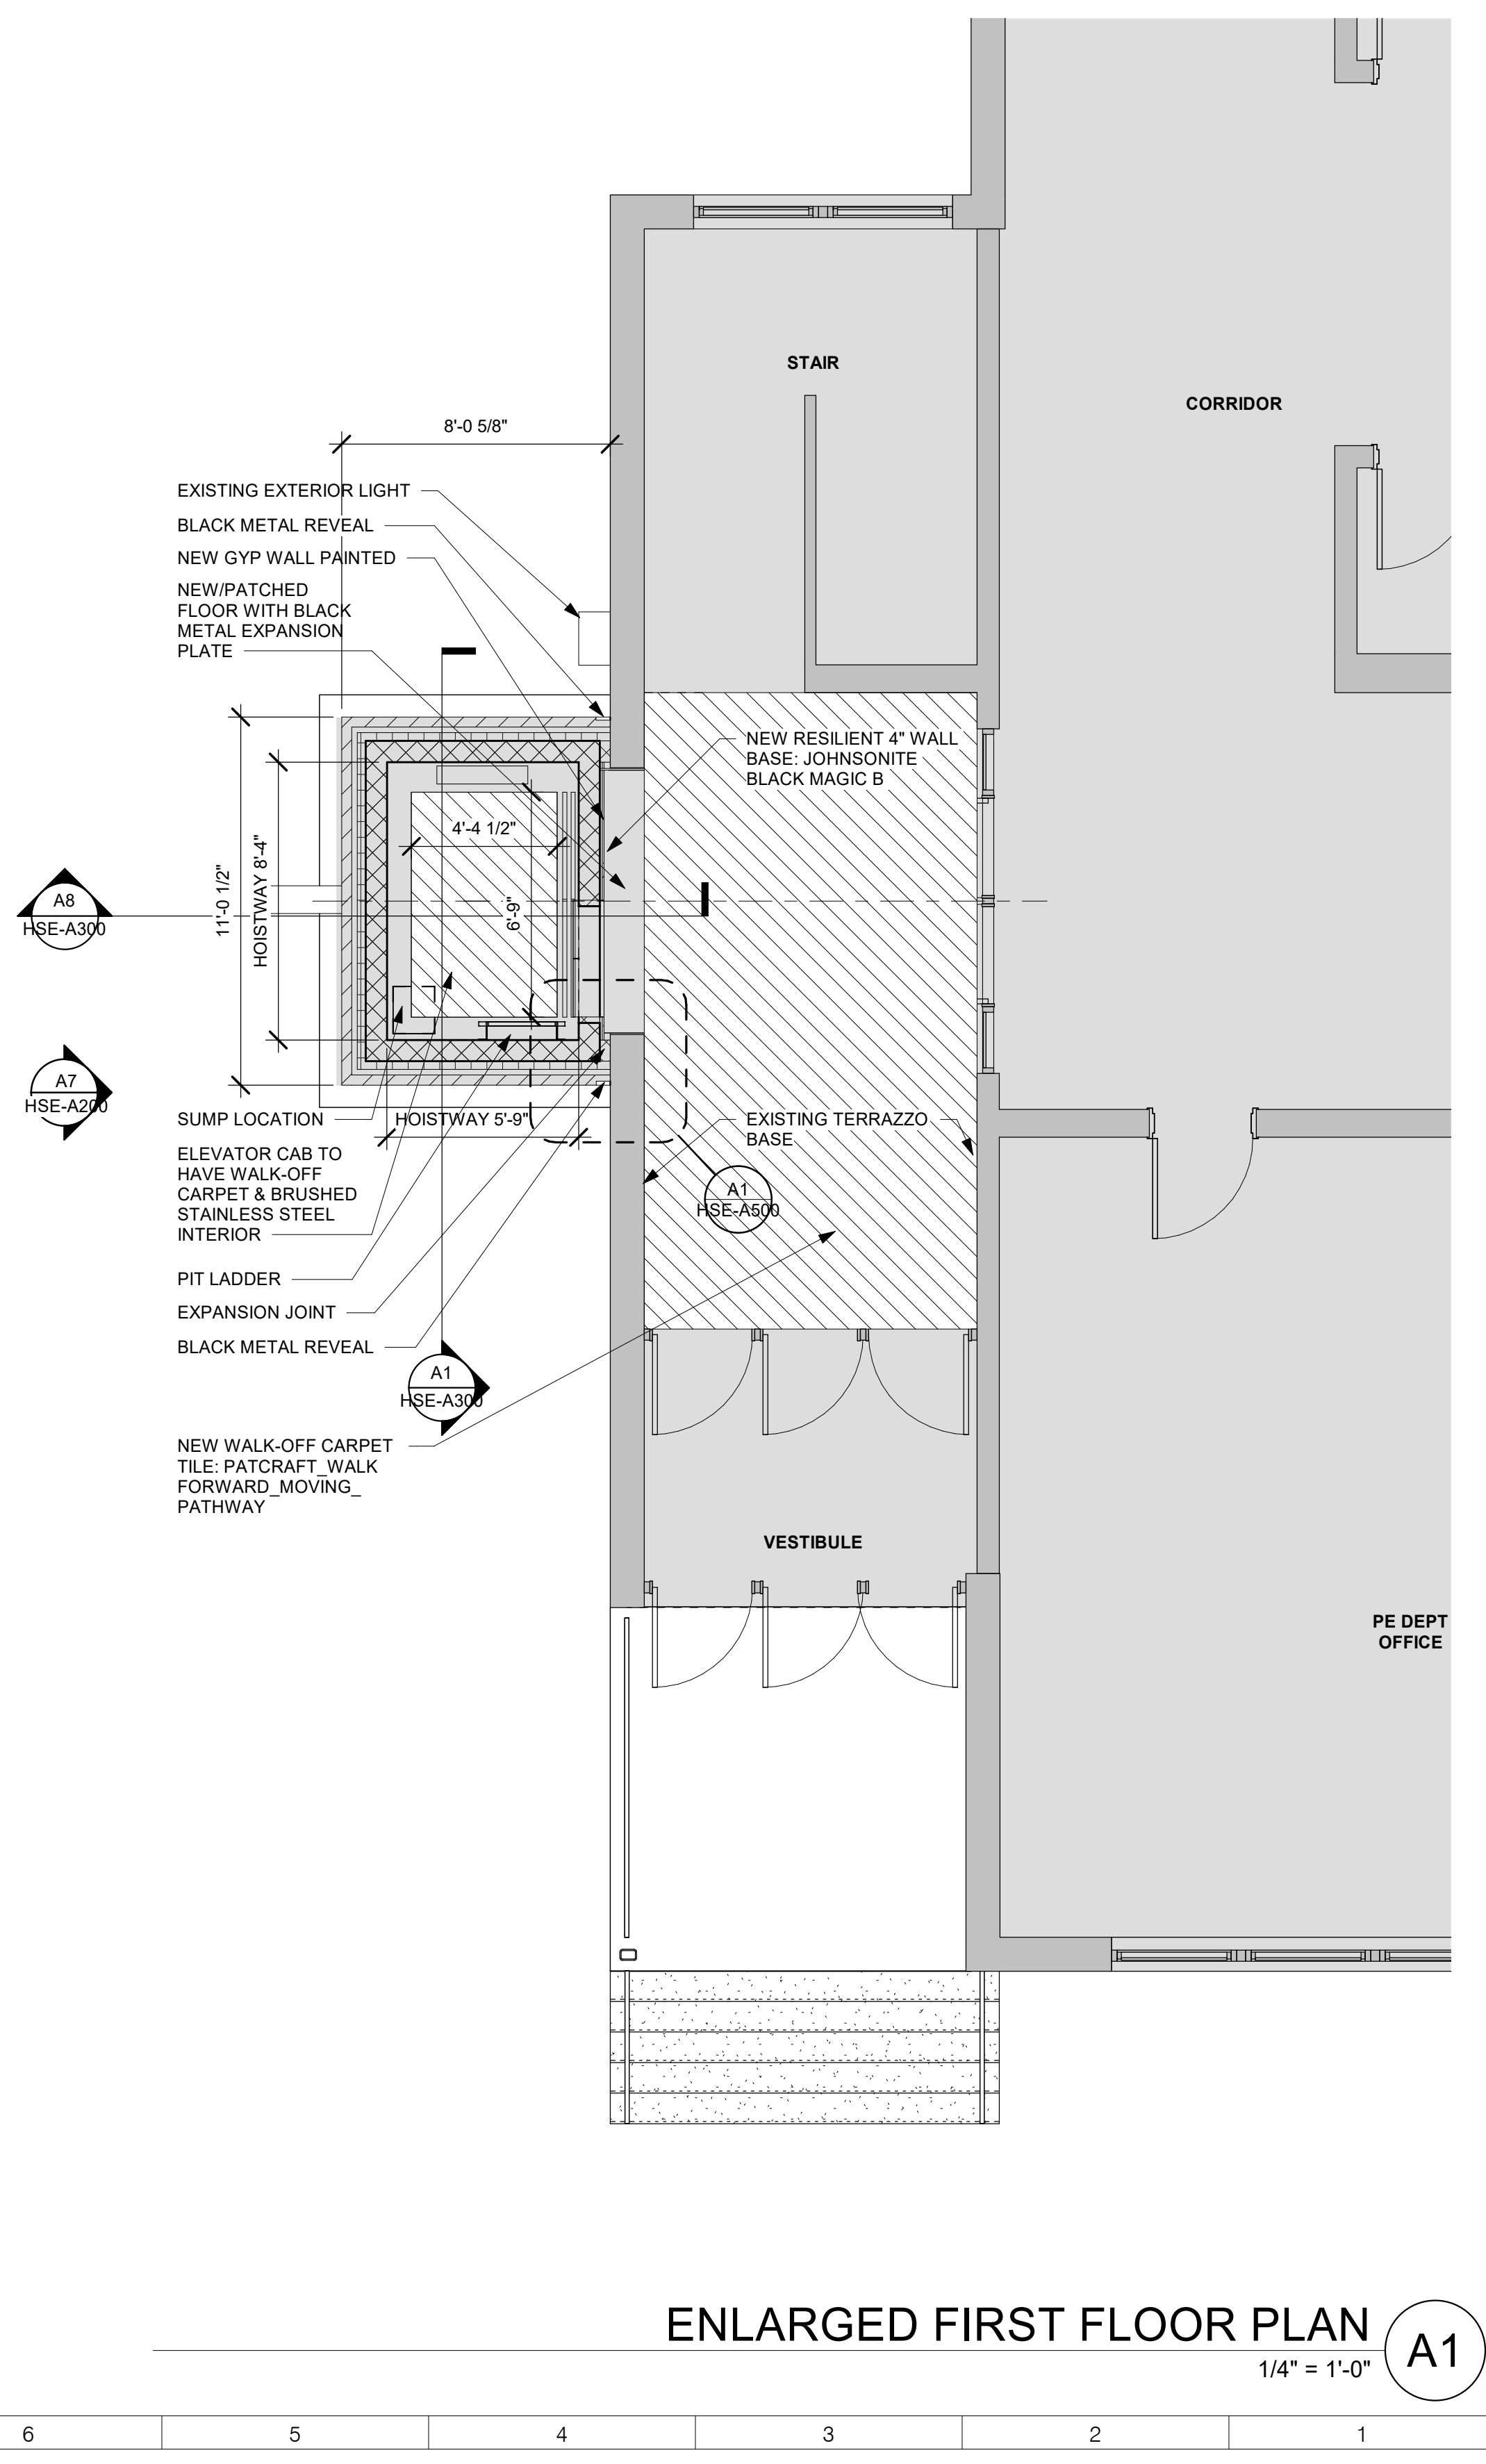 STAIR
CORRIDOR
8'-0 5/8"
EXISTING EXTERIOR LIGHT
BLACK METAL REVEAL
NEW GYP WALL PAINTED
NEW/PATCHED
FLOOR WITH BLACK
METAL EXPANSION
PLATE
NEW RESILIENT 4" WALL
BASE: JOHNSONITE
BLACK MAGIC B
4'-4 1/2"
6'-9"
HOISTWAY 8'-4"
11'-0 1/2"
A8
HSE-A300
A7
HSE-A200
SUMP LOCATION
HOISTWAY 5'-9"
EXISTING TERRAZZO
BASE
ELEVATOR CAB TO
HAVE WALK-OFF
CARPET & BRUSHED
STAINLESS STEEL
INTERIOR
A1
HSE-A500
PIT LADDER
EXPANSION JOINT
BLACK METAL REVEAL
A1
HSE-A300
NEW WALK-OFF CARPET
TILE: PATCRAFT_WALK
FORWARD_MOVING_
PATHWAY
VESTIBULE
PE DEPT
OFFICE
ENLARGED FIRST FLOOR PLAN
1/4" = 1'-0"
A1
6 5 4 3 2 1